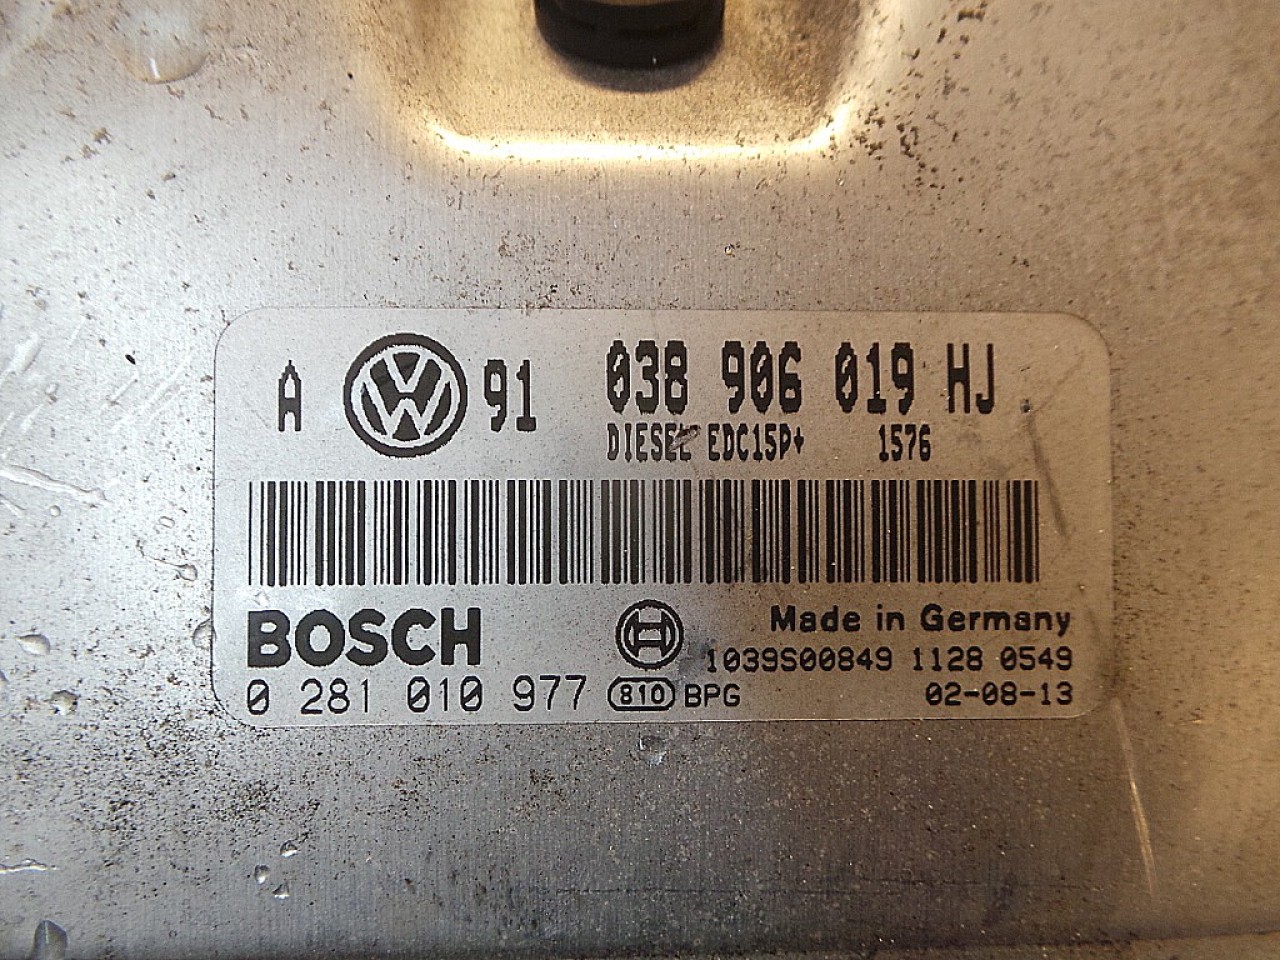 A VW 91 038 906 019 HJ
DIESEL EDC15P+ 1576
BOSCH Made in Germany
1039S00849 1128 0549
0 281 010 977 810 BPG 02-08-13